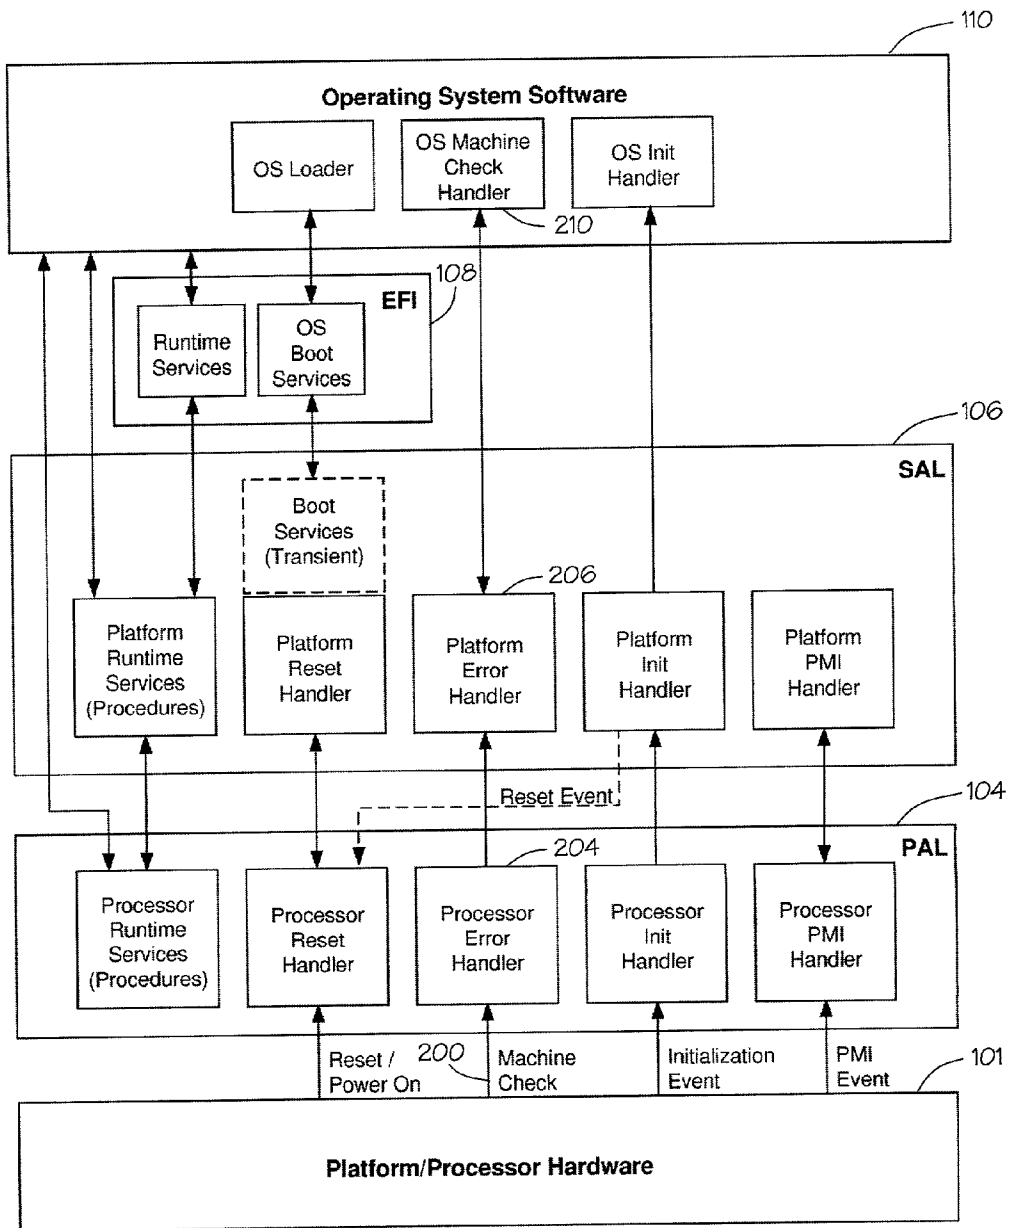 110
Operating System Software
OS Loader
OS Machine
Check
Handler
OS Init
Handler
210
108
EFI
Runtime
Services
OS
Boot
Services
106
SAL
Boot
Services
(Transient)
206
Platform
Runtime
Services
(Procedures)
Platform
Reset
Handler
Platform
Error
Handler
Platform
Init
Handler
Platform
PMI
Handler
Reset Event
104
PAL
204
Processor
Runtime
Services
(Procedures)
Processor
Reset
Handler
Processor
Error
Handler
Processor
Init
Handler
Processor
PMI
Handler
Reset /
Power On
200
Machine
Check
Initialization
Event
PMI
Event
101
Platform/Processor Hardware